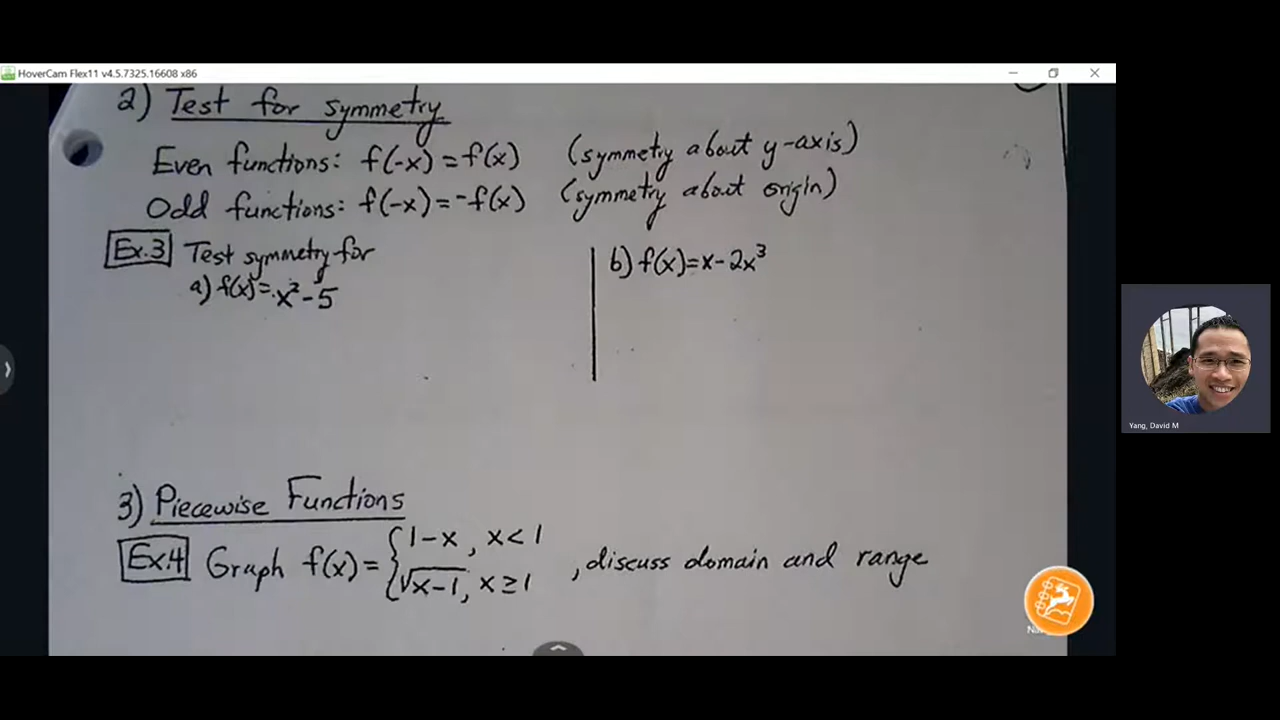 HoverCam Flex11 v4.5.7325.16608 x86
2) Test for symmetry
Even functions: f(-x) = f(x) (symmetry about y-axis)
Odd functions: f(-x) = -f(x) (symmetry about origin)
Ex.3 Test symmetry for
a) f(x) = x² - 5
b) f(x) = x - 2x³
Yang, David M
3) Piecewise Functions
Ex.4 Graph f(x) = { 1-x, x < 1
√x-1, x ≥ 1
, discuss domain and range